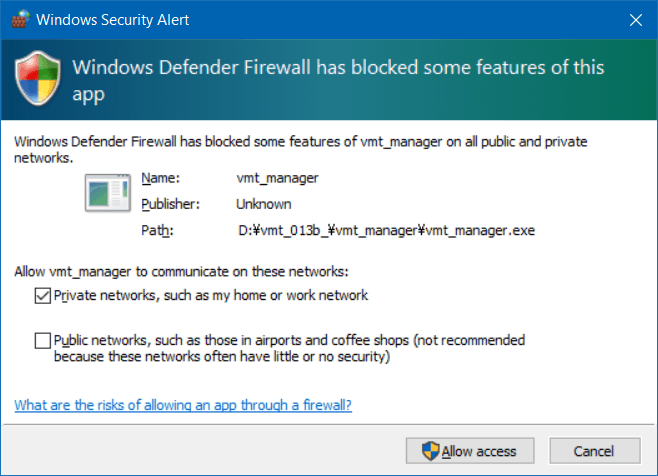 Windows Security Alert
Windows Defender Firewall has blocked some features of this
app
Windows Defender Firewall has blocked some features of vmt_manager on all public and private
networks.
Name: vmt_manager
Publisher: Unknown
Path: D:¥vmt_013b_¥vmt_manager¥vmt_manager.exe
Allow vmt_manager to communicate on these networks:
Private networks, such as my home or work network
Public networks, such as those in airports and coffee shops (not recommended
because these networks often have little or no security)
What are the risks of allowing an app through a firewall?
Allow access Cancel